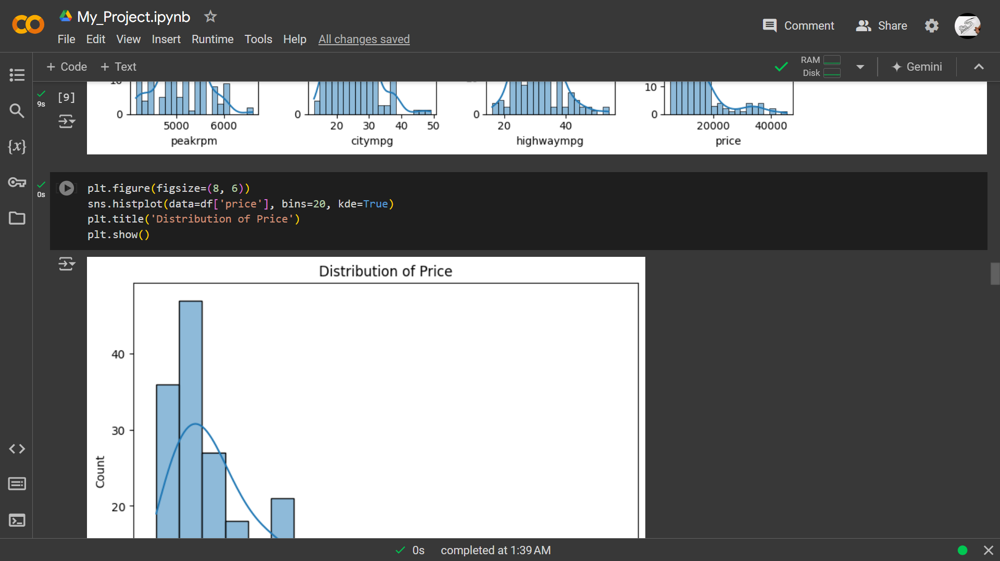 My_Project.ipynb
File Edit View Insert Runtime Tools Help All changes saved
Comment Share
+ Code + Text
RAM
Disk
Gemini
9s
[9]
10
0
5000 6000
peakrpm
0
20 30 40 50
citympg
0
20 40
highwaympg
10
0
20000 40000
price
0s
plt.figure(figsize=(8, 6))
sns.histplot(data=df['price'], bins=20, kde=True)
plt.title('Distribution of Price')
plt.show()
Distribution of Price
40
30
20
Count
{x}
0s completed at 1:39 AM